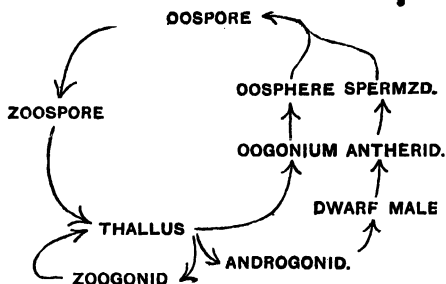 OOSPORE
OOSPHERE SPERMZD.
ZOOSPORE
OOGONIUM ANTHERID.
DWARF MALE
THALLUS
ANDROGONID.
ZOOGONID